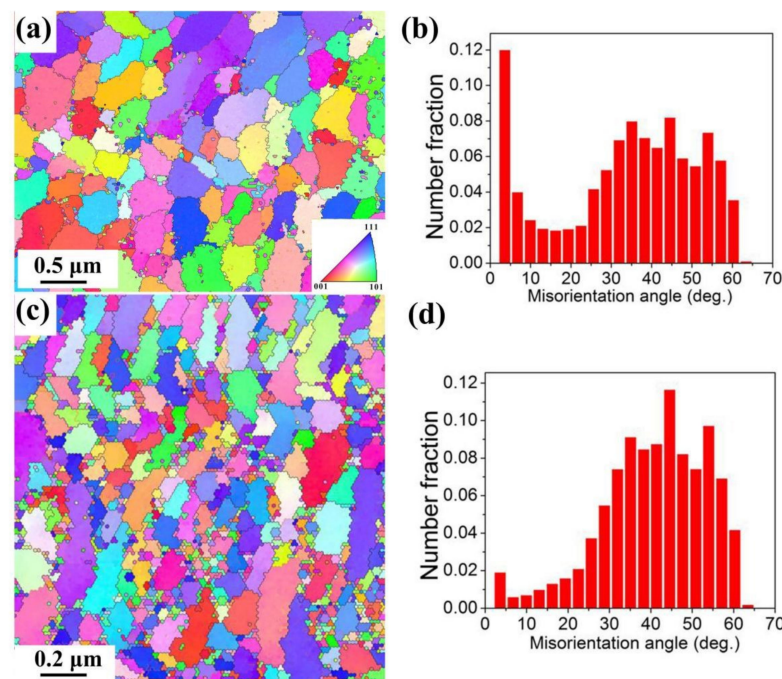 (a)
111
001
101
0.5 µm
(b)
0.12
0.10
0.08
0.06
0.04
0.02
0.00
Number fraction
0 10 20 30 40 50 60 70
Misorientation angle (deg.)
(c)
0.2 µm
(d)
0.12
0.10
0.08
0.06
0.04
0.02
0.00
Number fraction
0 10 20 30 40 50 60 70
Misorientation angle (deg.)